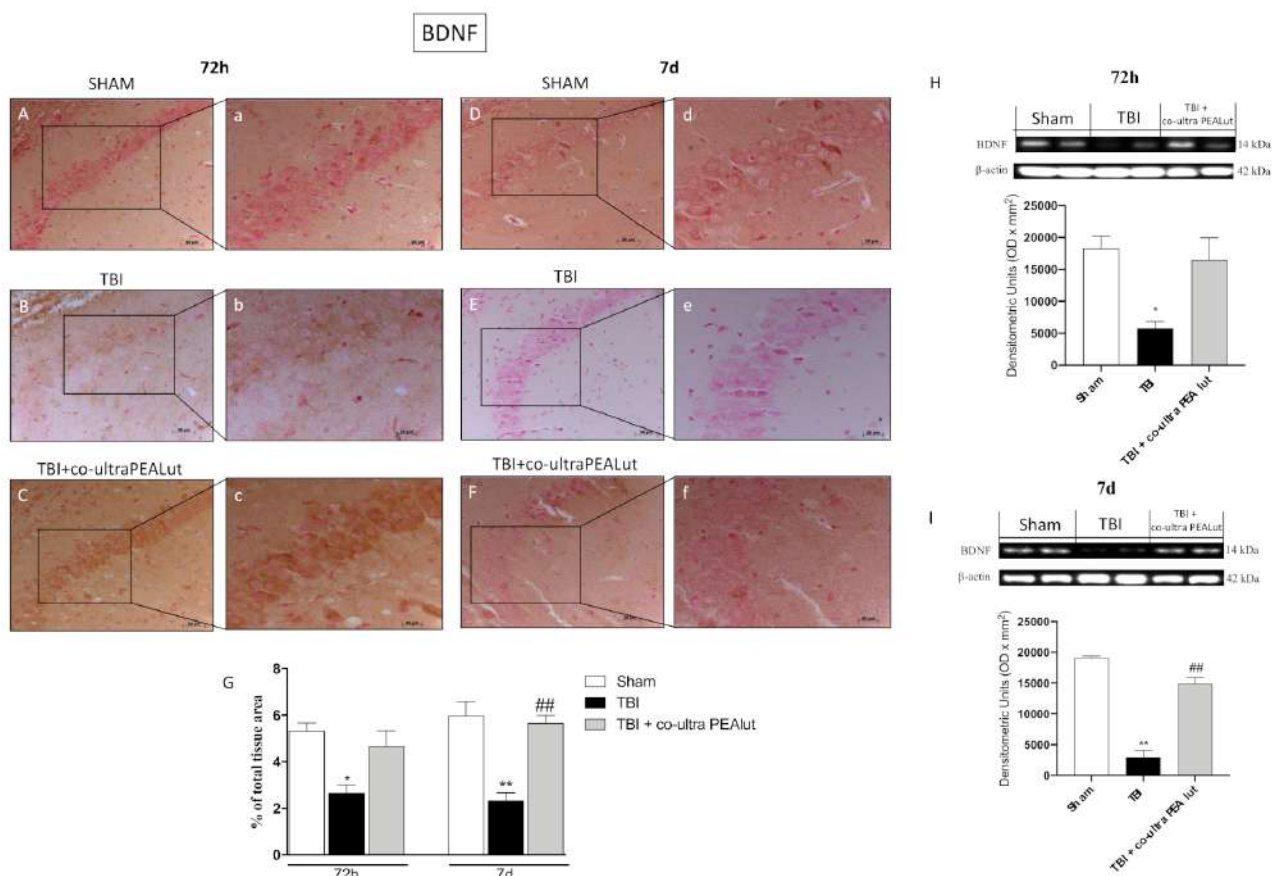 BDNF
72h
7d
SHAM
SHAM
A
a
D
d
TBI
TBI
B
b
E
e
TBI+co-ultraPEALut
TBI+co-ultraPEALut
C
c
F
f
G
% of total tissue area
8
6
4
2
0
*
**
##
72h
7d
Sham
TBI
TBI + co-ultra PEAlut
H
72h
Sham
TBI
TBI +
co-ultra PEALut
BDNF
14 kDa
β-actin
42 kDa
Densitometric Units (OD x mm²)
25000
20000
15000
10000
5000
0
*
Sham
TBI
TBI + co-ultra PEA lut
I
7d
Sham
TBI
TBI +
co-ultra PEALut
BDNF
14 kDa
β-actin
42 kDa
Densitometric Units (OD x mm²)
25000
20000
15000
10000
5000
0
**
##
Sham
TBI
TBI + co-ultra PEA lut